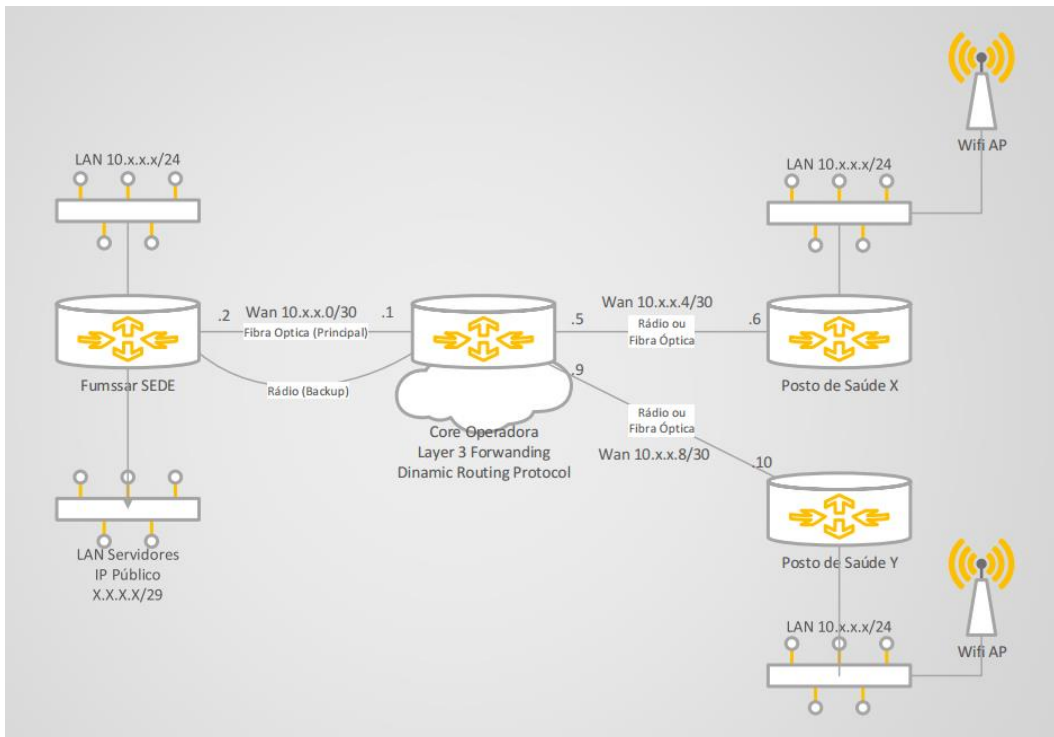 Wifi AP
LAN 10.x.x.x/24
LAN 10.x.x.x/24
.2
Wan 10.x.x.0/30
.1
Fibra Optica (Principal)
Wan 10.x.x.4/30
.5
Rádio ou
Fibra Óptica
.6
Fumssar SEDE
Rádio (Backup)
Posto de Saúde X
.9
Core Operadora
Layer 3 Forwanding
Dinamic Routing Protocol
Rádio ou
Fibra Óptica
Wan 10.x.x.8/30
.10
LAN Servidores
IP Público
X.X.X.X/29
Posto de Saúde Y
LAN 10.x.x.x/24
Wifi AP